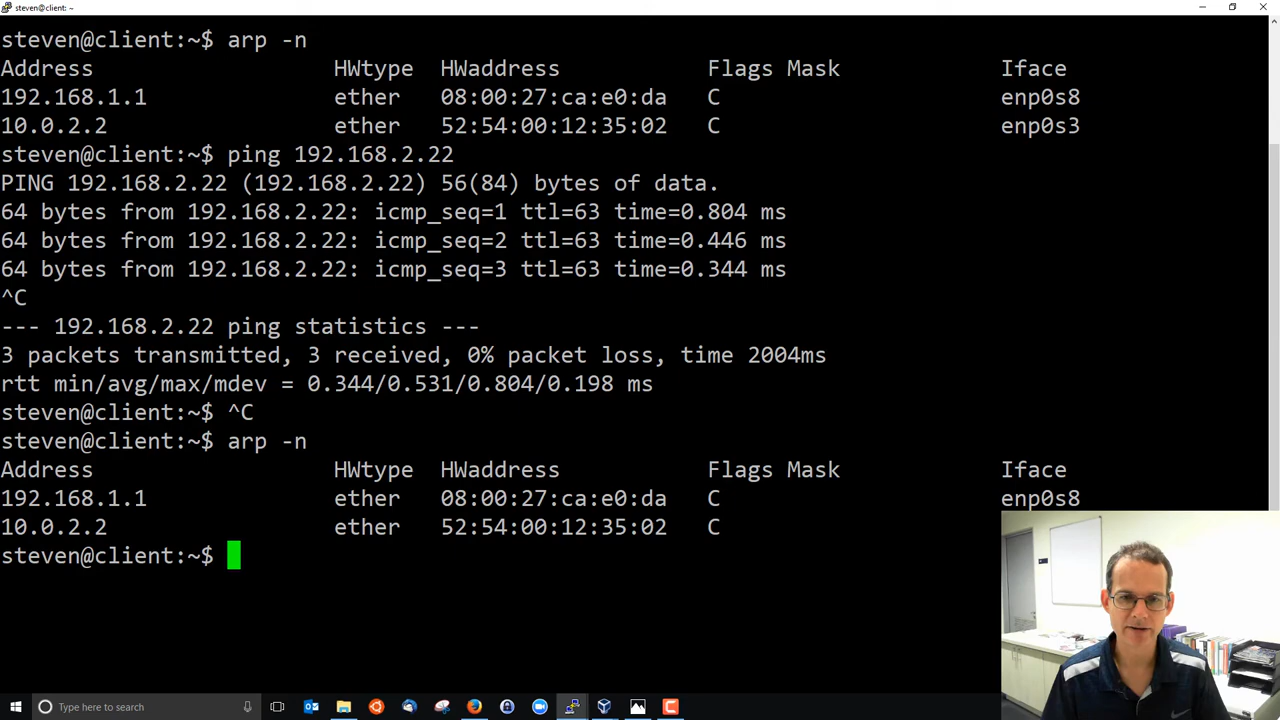 steven@client: ~
steven@client:~$ arp -n
Address HWtype HWaddress Flags Mask Iface
192.168.1.1 ether 08:00:27:ca:e0:da C enp0s8
10.0.2.2 ether 52:54:00:12:35:02 C enp0s3
steven@client:~$ ping 192.168.2.22
PING 192.168.2.22 (192.168.2.22) 56(84) bytes of data.
64 bytes from 192.168.2.22: icmp_seq=1 ttl=63 time=0.804 ms
64 bytes from 192.168.2.22: icmp_seq=2 ttl=63 time=0.446 ms
64 bytes from 192.168.2.22: icmp_seq=3 ttl=63 time=0.344 ms
^C
--- 192.168.2.22 ping statistics ---
3 packets transmitted, 3 received, 0% packet loss, time 2004ms
rtt min/avg/max/mdev = 0.344/0.531/0.804/0.198 ms
steven@client:~$ ^C
steven@client:~$ arp -n
Address HWtype HWaddress Flags Mask Iface
192.168.1.1 ether 08:00:27:ca:e0:da C enp0s8
10.0.2.2 ether 52:54:00:12:35:02 C
steven@client:~$
Type here to search